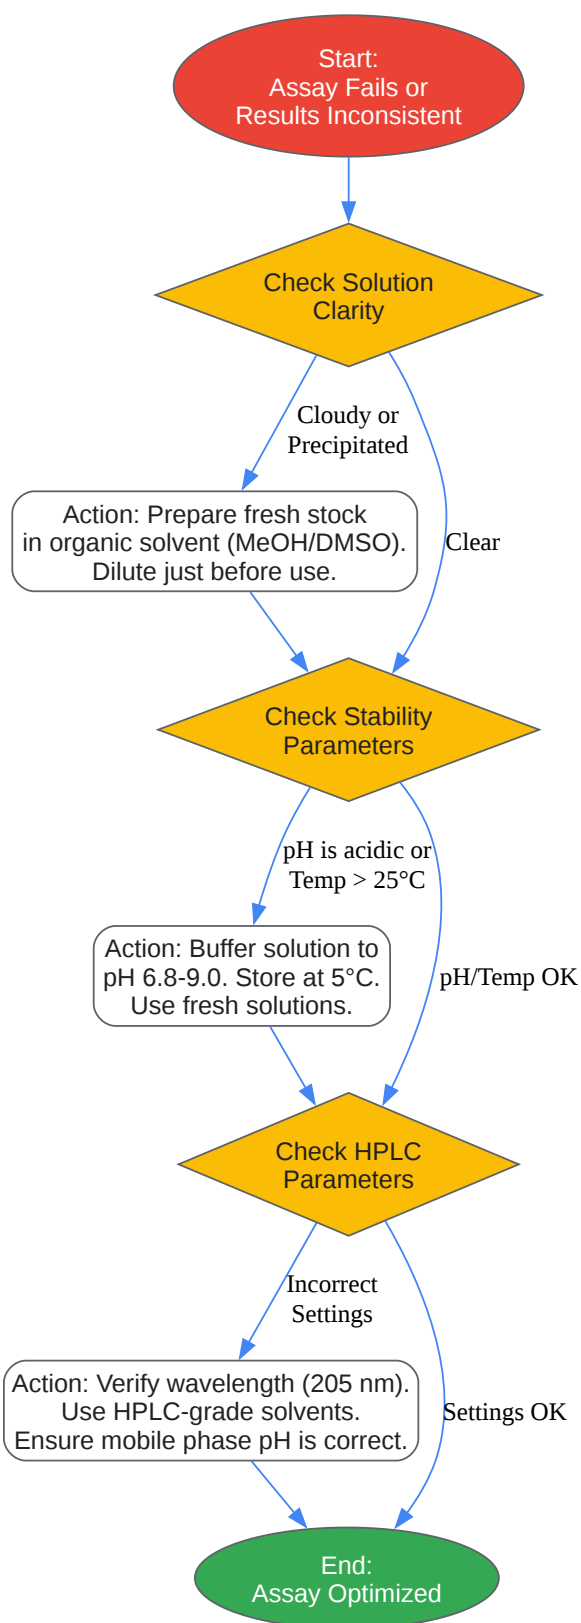 Start:
Assay Fails or
Results Inconsistent
Check Solution
Clarity
Cloudy or
Precipitated
Clear
Action: Prepare fresh stock
in organic solvent (MeOH/DMSO).
Dilute just before use.
Check Stability
Parameters
pH is acidic or
Temp > 25°C
pH/Temp OK
Action: Buffer solution to
pH 6.8-9.0. Store at 5°C.
Use fresh solutions.
Check HPLC
Parameters
Incorrect
Settings
Settings OK
Action: Verify wavelength (205 nm).
Use HPLC-grade solvents.
Ensure mobile phase pH is correct.
End:
Assay Optimized